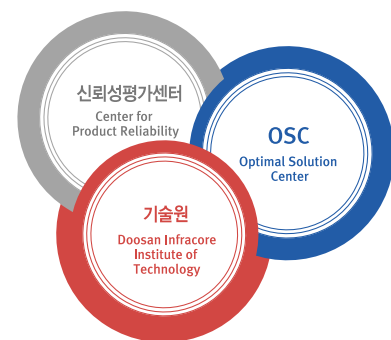 신뢰성평가센터
Center for
Product Reliability
OSC
Optimal Solution
Center
기술원
Doosan Infracore
Institute of
Technology